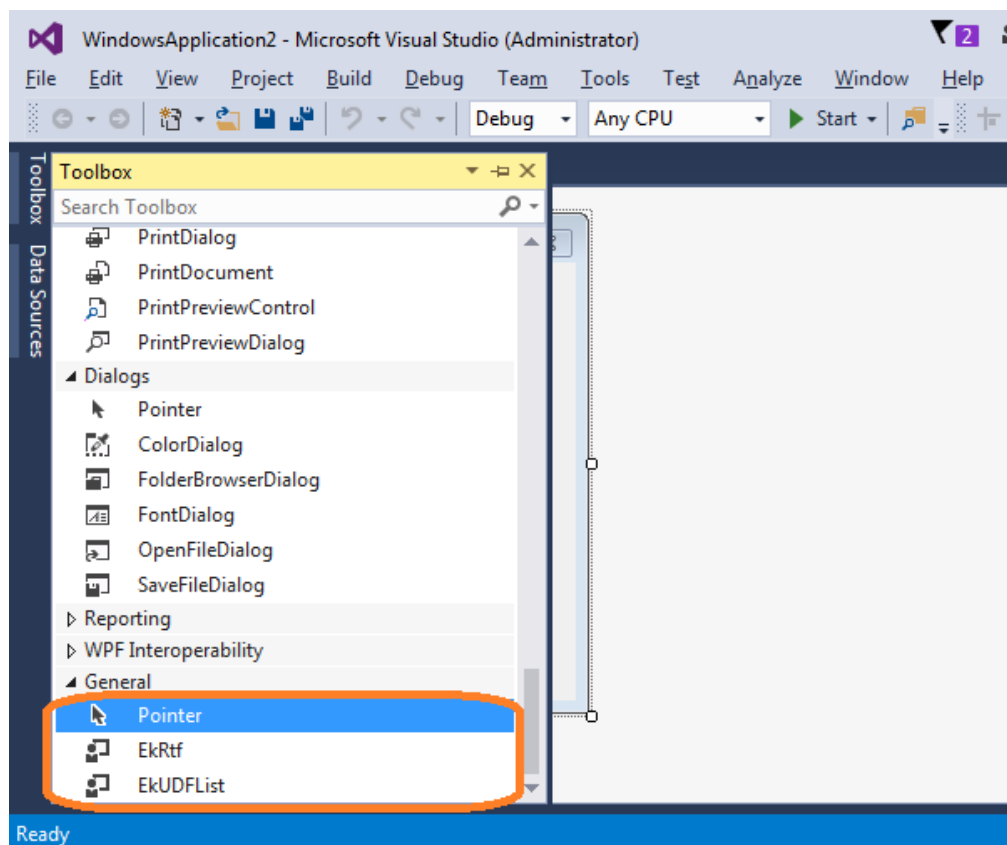 WindowsApplication2 - Microsoft Visual Studio (Administrator)
2
File Edit View Project Build Debug Team Tools Test Analyze Window Help
Debug Any CPU Start
Toolbox
Data Sources
Toolbox
Search Toolbox
PrintDialog
PrintDocument
PrintPreviewControl
PrintPreviewDialog
Dialogs
Pointer
ColorDialog
FolderBrowserDialog
FontDialog
OpenFileDialog
SaveFileDialog
Reporting
WPF Interoperability
General
Pointer
EkRtf
EkUDFList
Ready